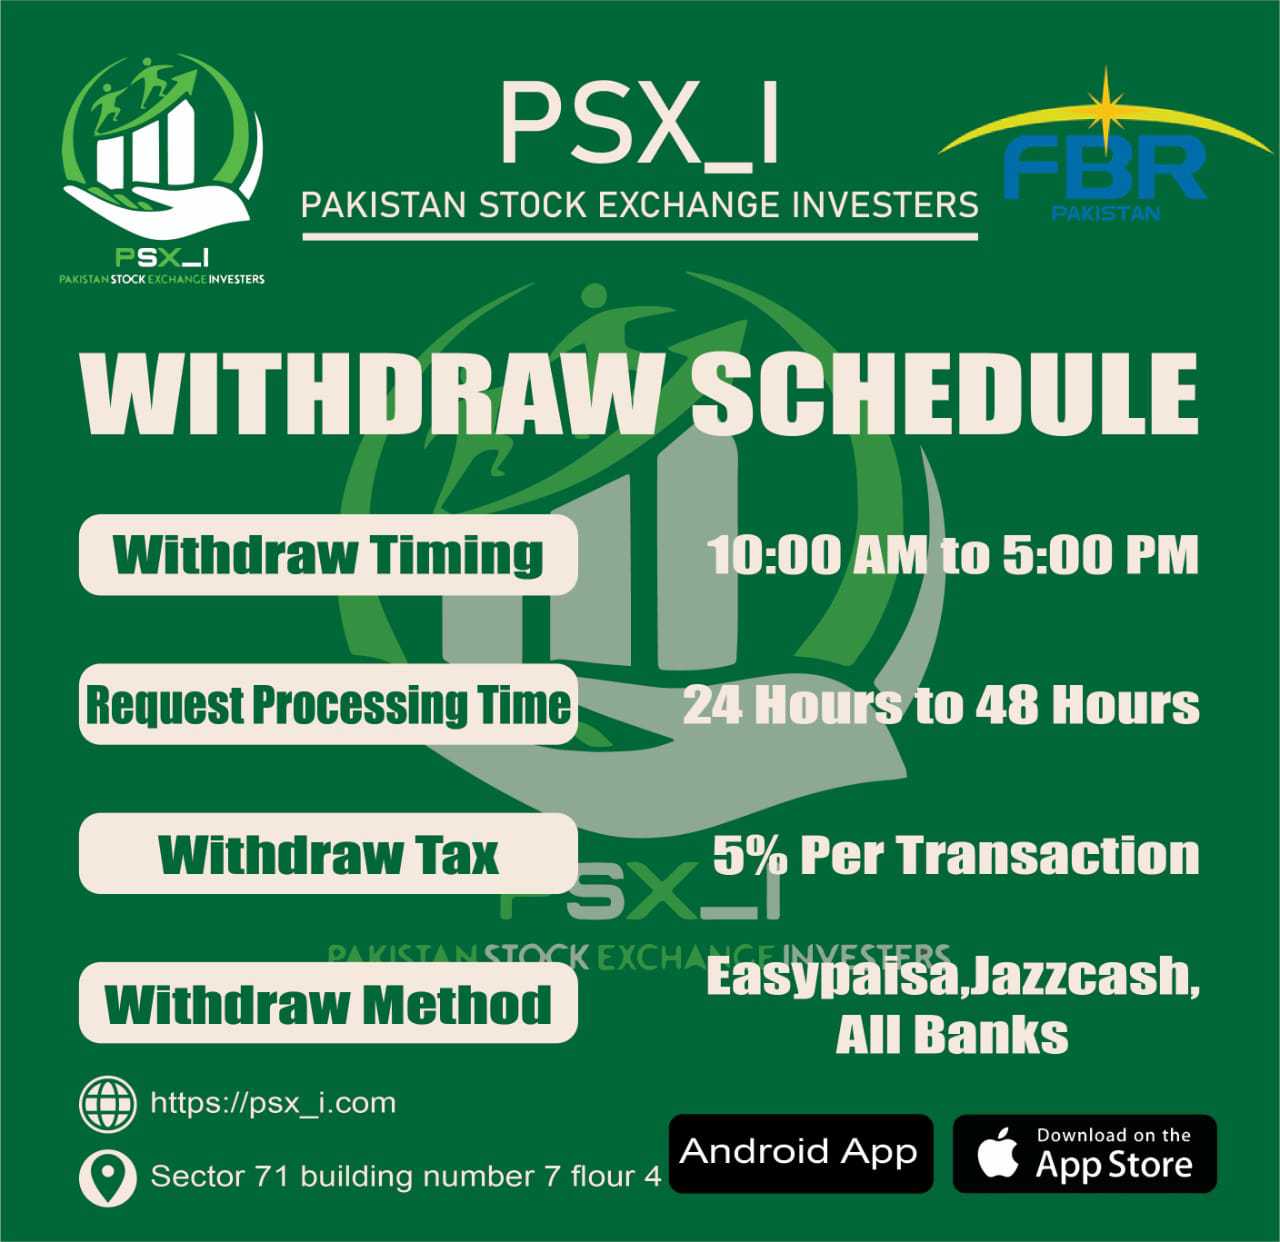 PSX_I
PAKISTAN STOCK EXCHANGE INVESTERS
FBR
PAKISTAN
PSX_I
PAKISTAN STOCK EXCHANGE INVESTERS
WITHDRAW SCHEDULE
Withdraw Timing
10:00 AM to 5:00 PM
Request Processing Time
24 Hours to 48 Hours
Withdraw Tax
5% Per Transaction
PSX_I
PAKISTAN STOCK EXCHANGE INVESTERS
Withdraw Method
Easypaisa,Jazzcash,
All Banks
https://psx_i.com
Sector 71 building number 7 flour 4
Android App
Download on the
App Store